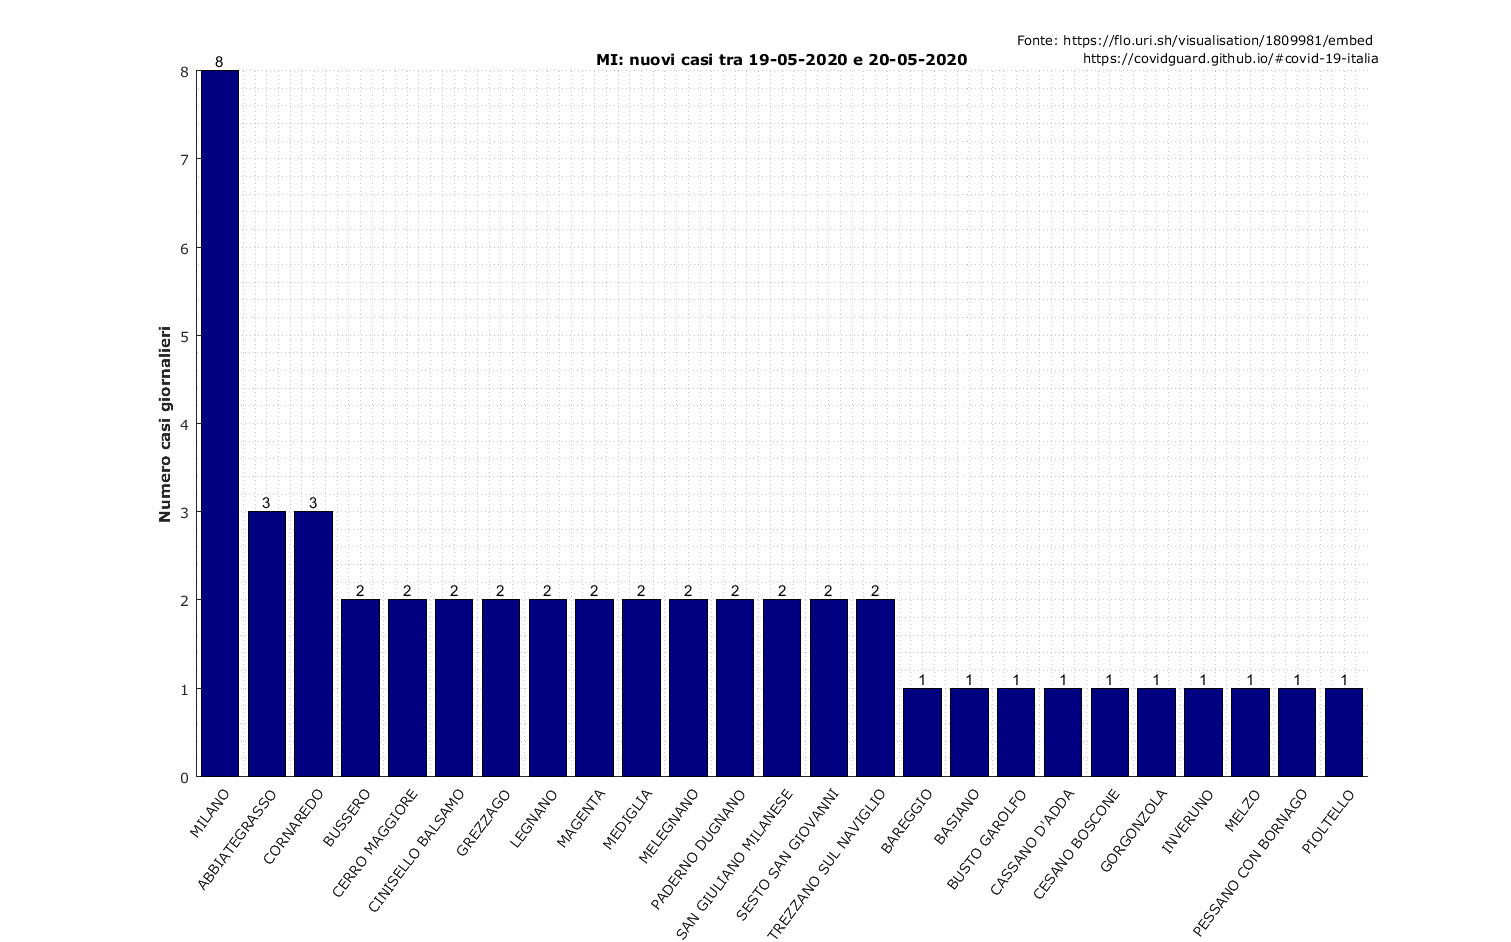 Fonte: https://flo.uri.sh/visualisation/1809981/embed
https://covidguard.github.io/#covid-19-italia
MI: nuovi casi tra 19-05-2020 e 20-05-2020
Numero casi giornalieri
8
7
6
5
4
3
2
1
0
8
3
3
2
2
2
2
2
2
2
2
2
2
2
2
1
1
1
1
1
1
1
1
1
1
MILANO
ABBIATEGRASSO
CORNAREDO
BUSSERO
CERRO MAGGIORE
CINISELLO BALSAMO
GREZZAGO
LEGNANO
MAGENTA
MEDIGLIA
MELEGNANO
PADERNO DUGNANO
SAN GIULIANO MILANESE
SESTO SAN GIOVANNI
TREZZANO SUL NAVIGLIO
BAREGGIO
BASIANO
BUSTO GAROLFO
CASSANO D'ADDA
CESANO BOSCONE
GORGONZOLA
INVERUNO
MELZO
PESSANO CON BORNAGO
PIOLTELLO